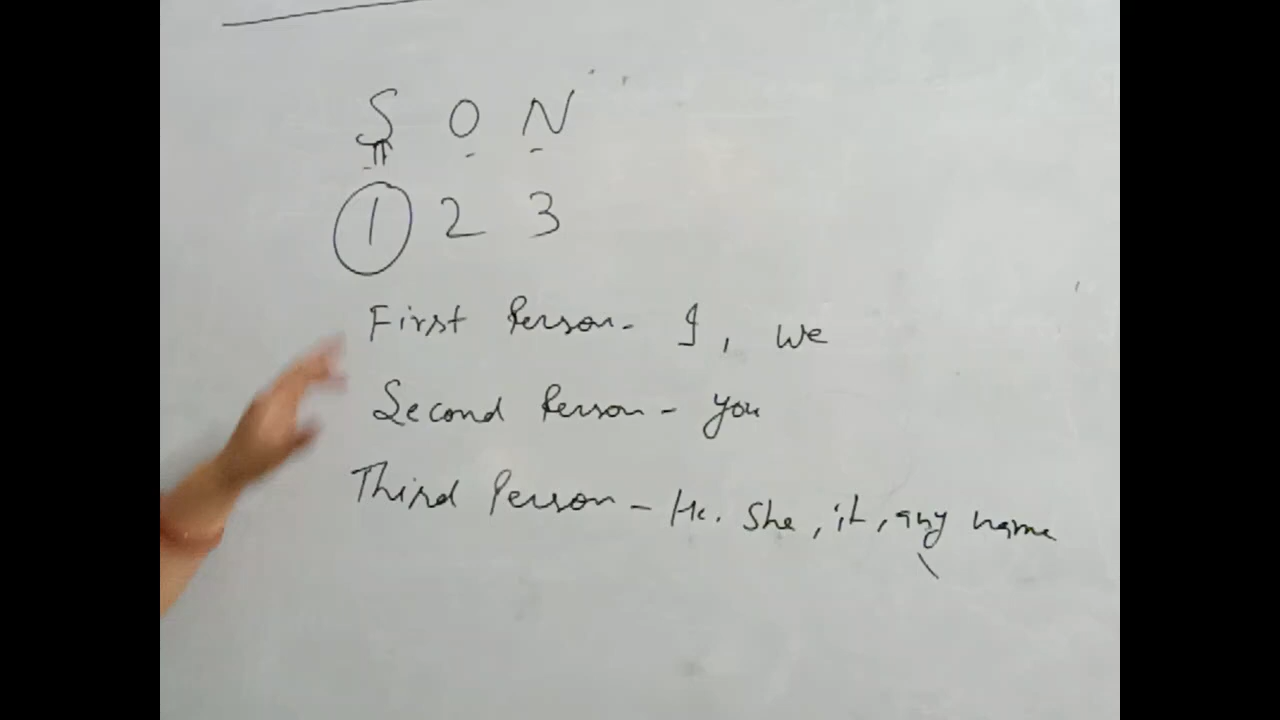 S O N
1 2 3
First Person - I, we
Second Person - you
Third Person - He. She, it, any name